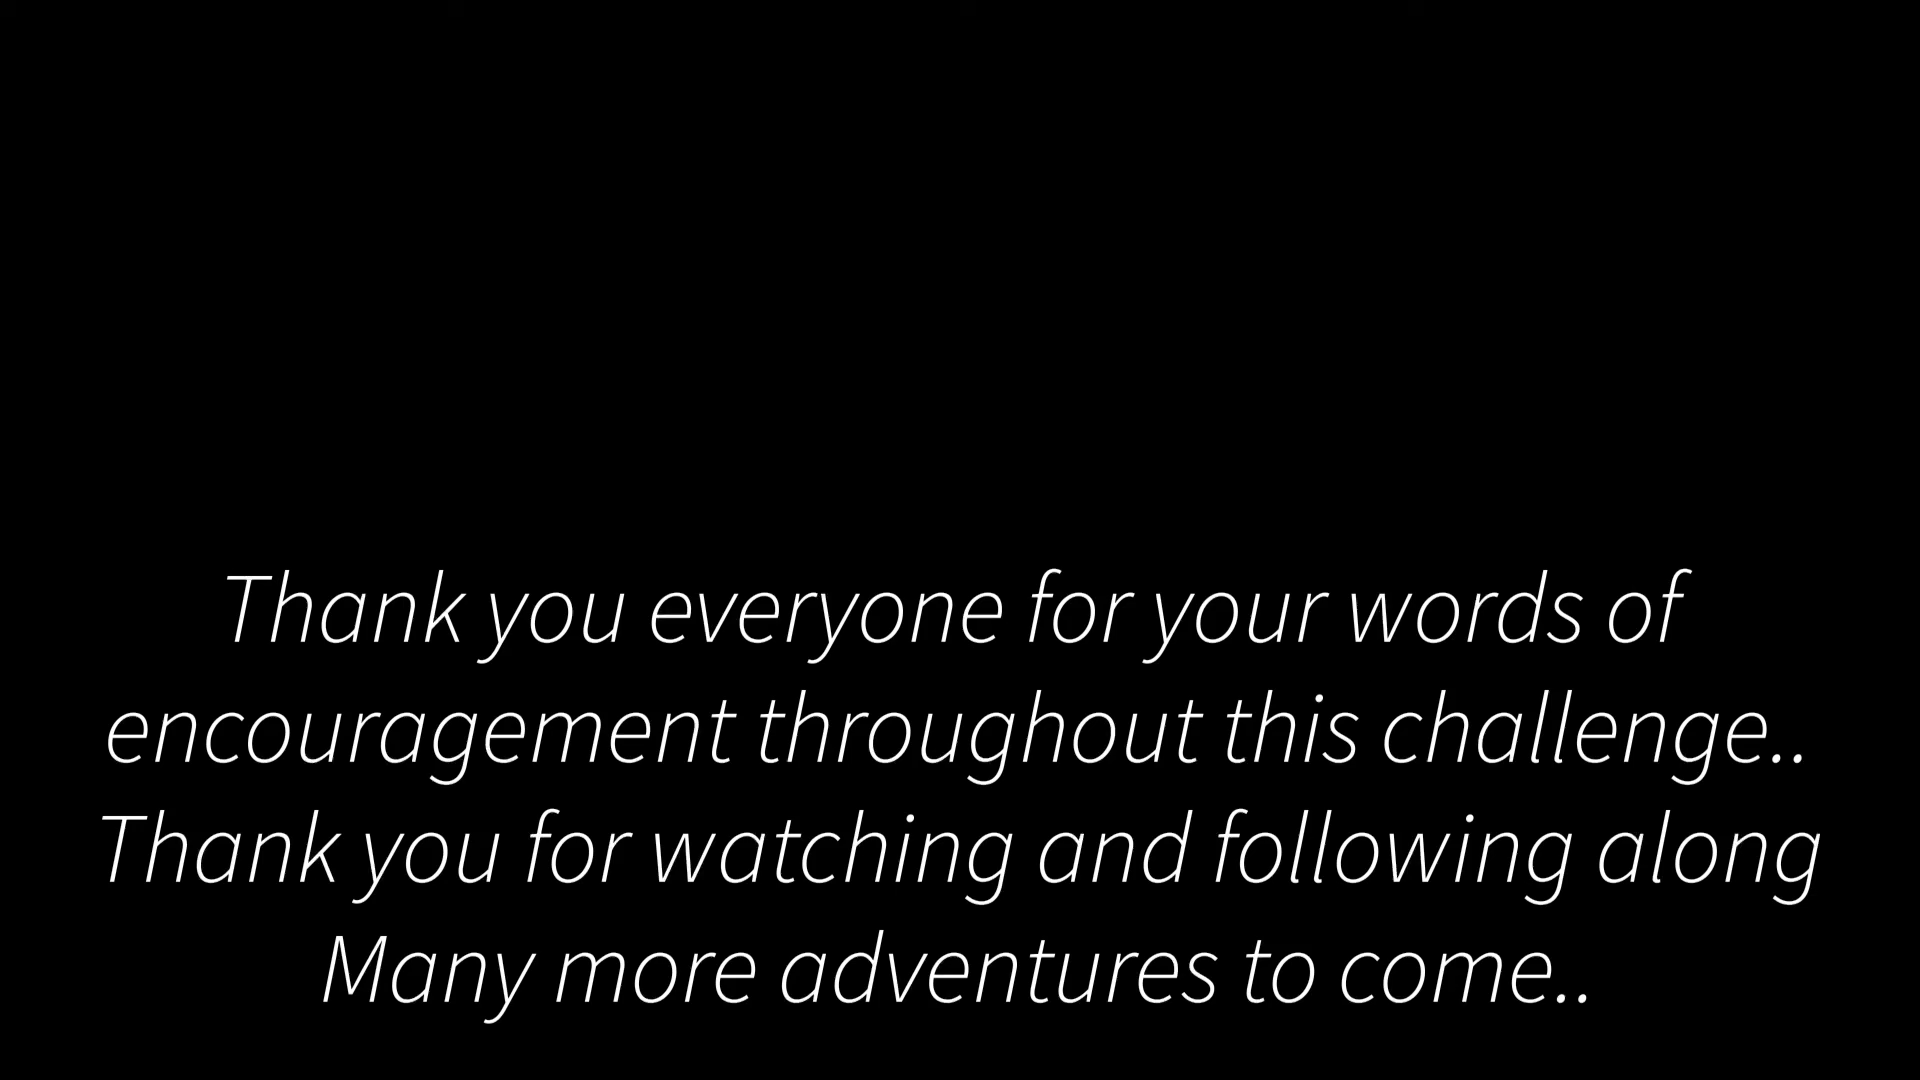 Thank you everyone for your words of
encouragement throughout this challenge..
Thank you for watching and following along
Many more adventures to come..